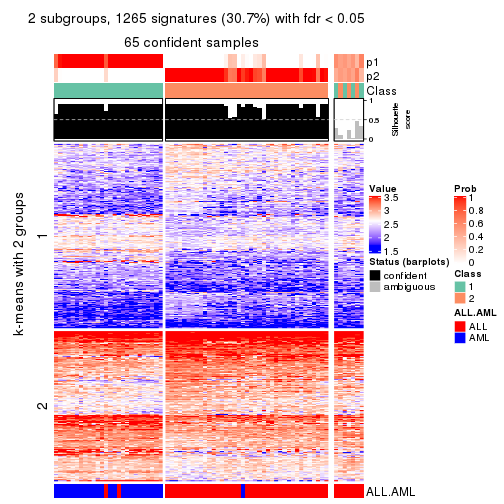 2 subgroups, 1265 signatures (30.7%) with fdr < 0.05
65 confident samples
p1
p2
Class
1
0.5
0
Silhouette
score
k-means with 2 groups
1
2
ALL.AML
Value
3.5
3
2.5
2
1.5
Status (barplots)
confident
ambiguous
Prob
1
0.8
0.6
0.4
0.2
0
Class
1
2
ALL.AML
ALL
AML